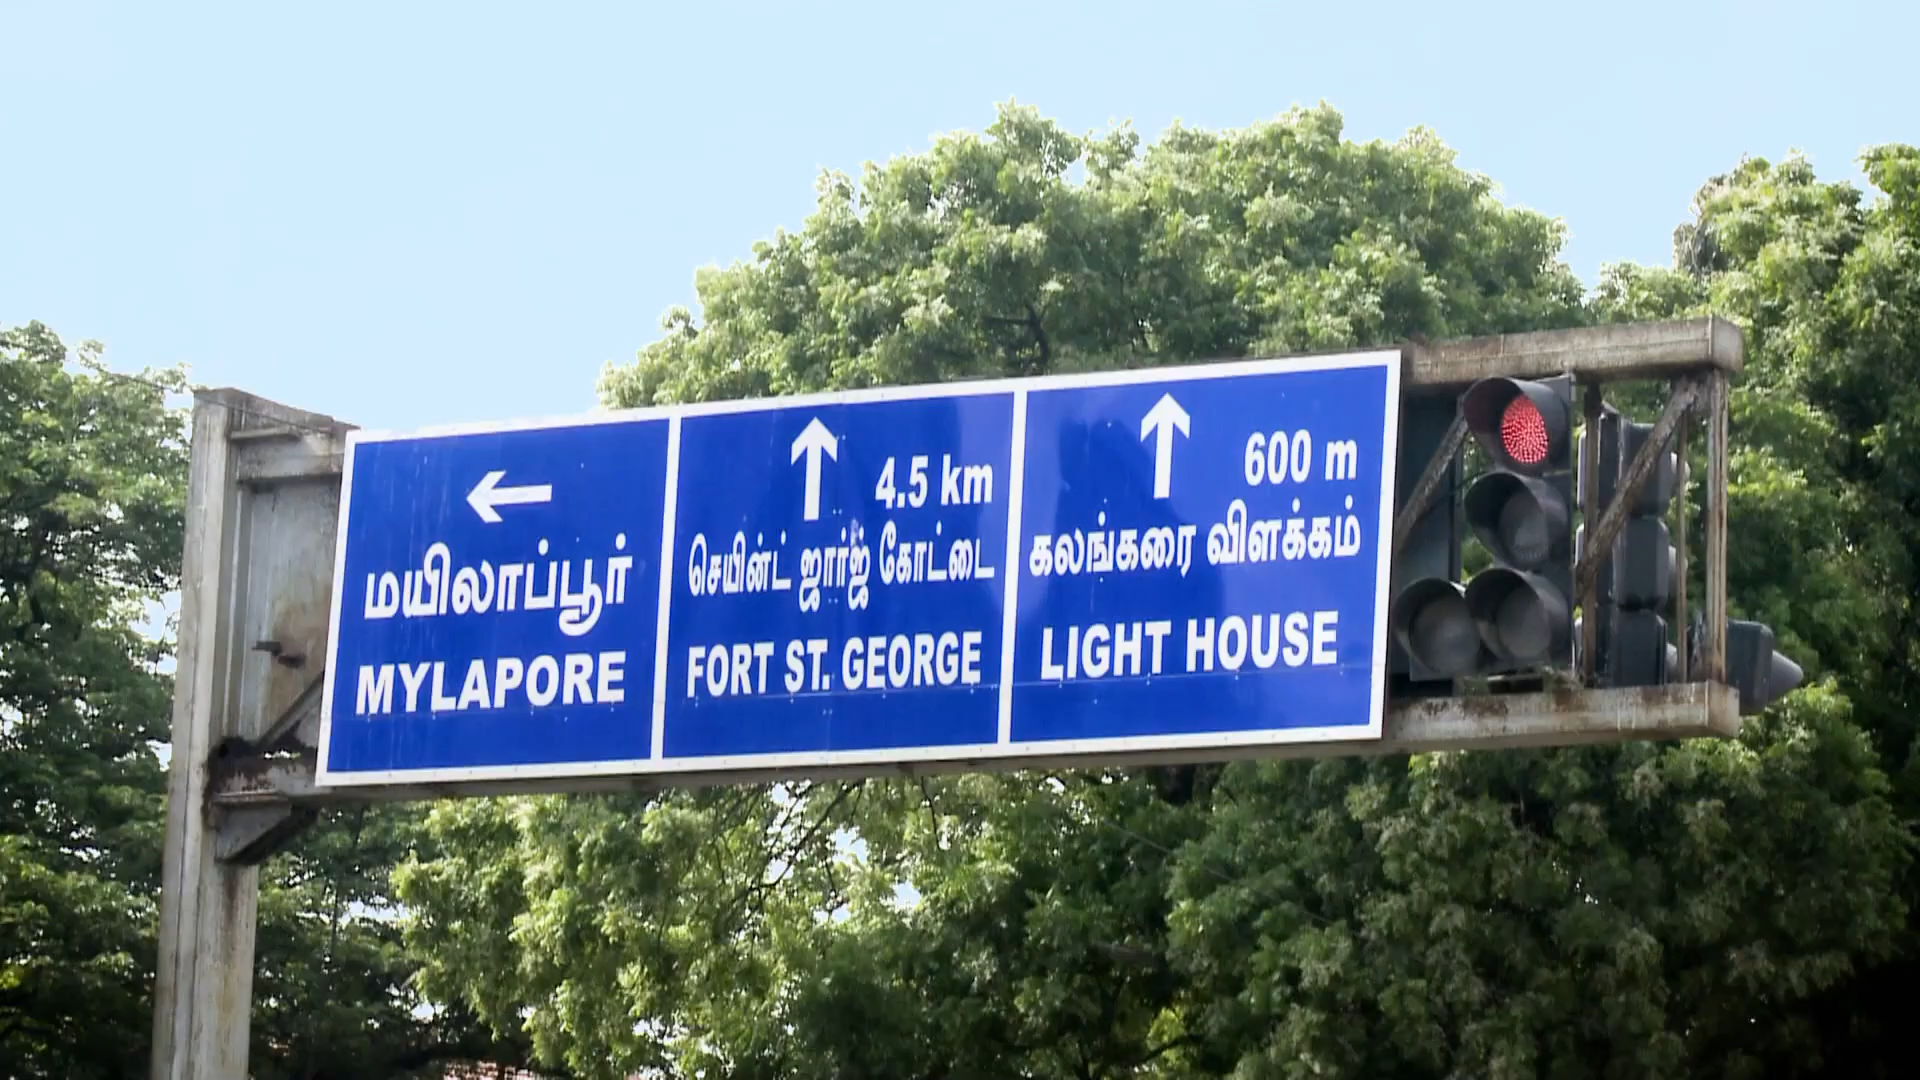 மயிலாப்பூர்
MYLAPORE
4.5 km
செயின்ட் ஜார்ஜ் கோட்டை
FORT ST. GEORGE
600 m
கலங்கரை விளக்கம்
LIGHT HOUSE